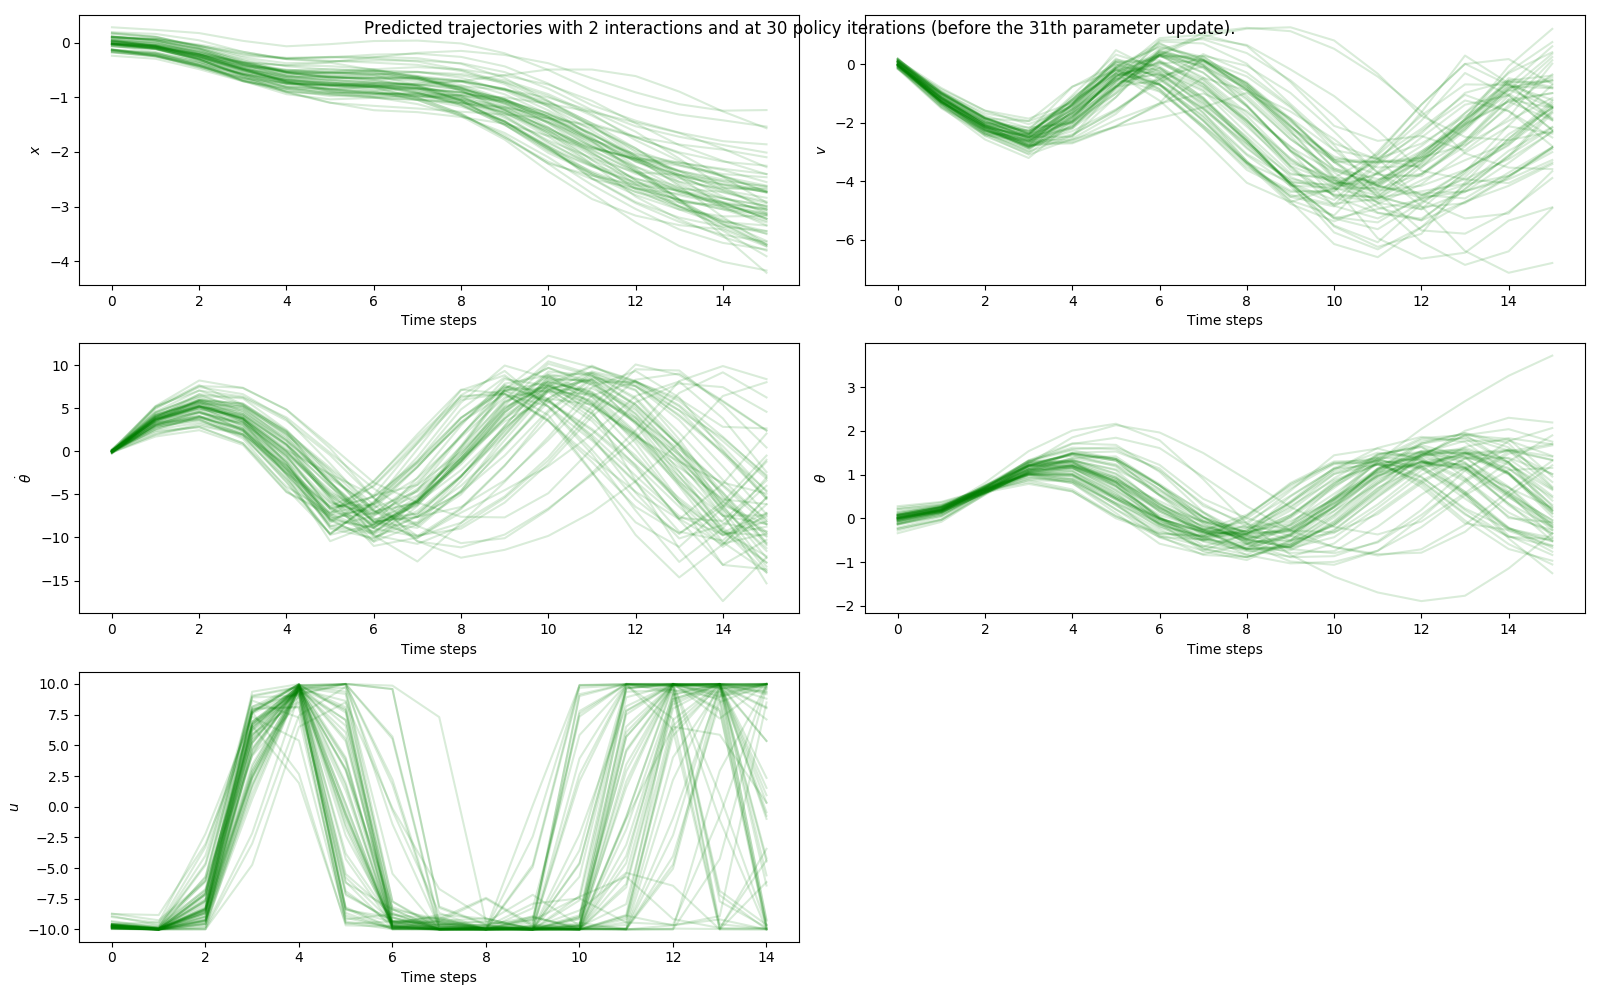 Predicted trajectories with 2 interactions and at 30 policy iterations (before the 31th parameter update).
0
−1
−2
−3
−4
x
0 2 4 6 8 10 12 14
Time steps
0
−2
−4
−6
v
0 2 4 6 8 10 12 14
Time steps
10
5
0
−5
−10
−15
θ̇
0 2 4 6 8 10 12 14
Time steps
3
2
1
0
−1
−2
θ
0 2 4 6 8 10 12 14
Time steps
10.0
7.5
5.0
2.5
0.0
−2.5
−5.0
−7.5
−10.0
u
0 2 4 6 8 10 12 14
Time steps